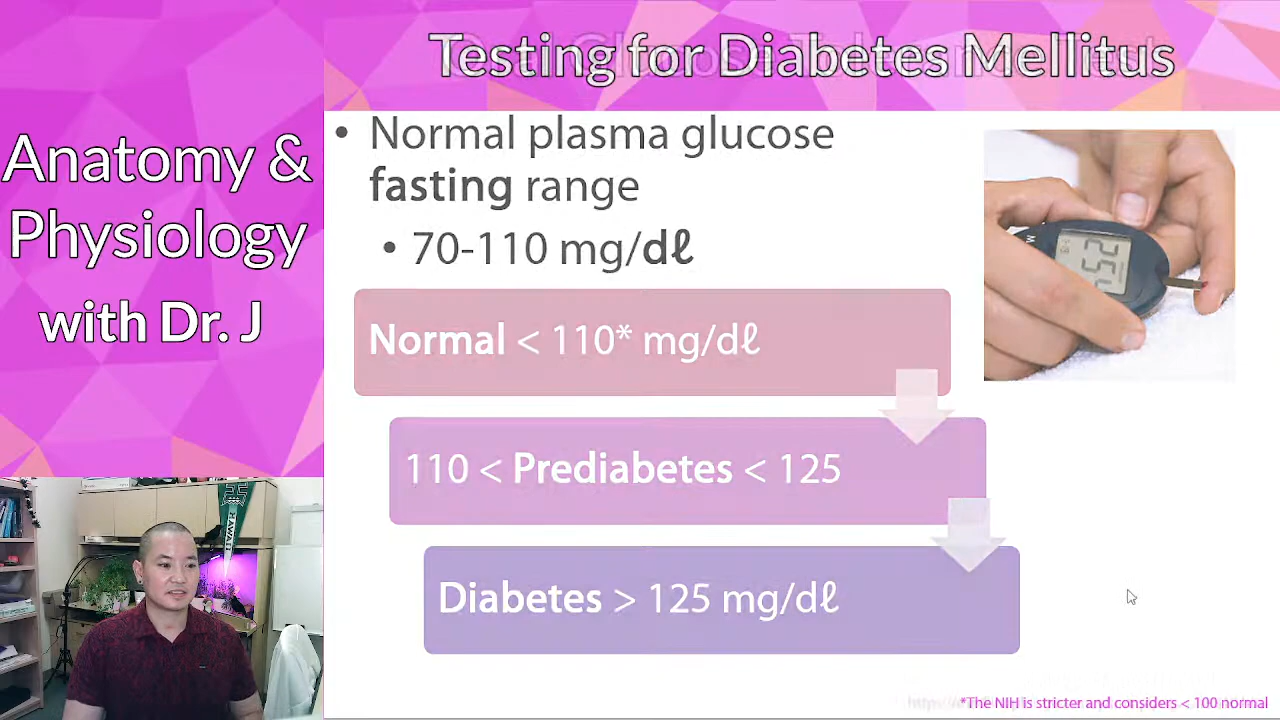 Testing for Diabetes Mellitus
Anatomy &
Physiology
with Dr. J
• Normal plasma glucose
fasting range
• 70-110 mg/dℓ
Normal < 110* mg/dℓ
110 < Prediabetes < 125
Diabetes > 125 mg/dℓ
HAWAII
*The NIH is stricter and considers < 100 normal